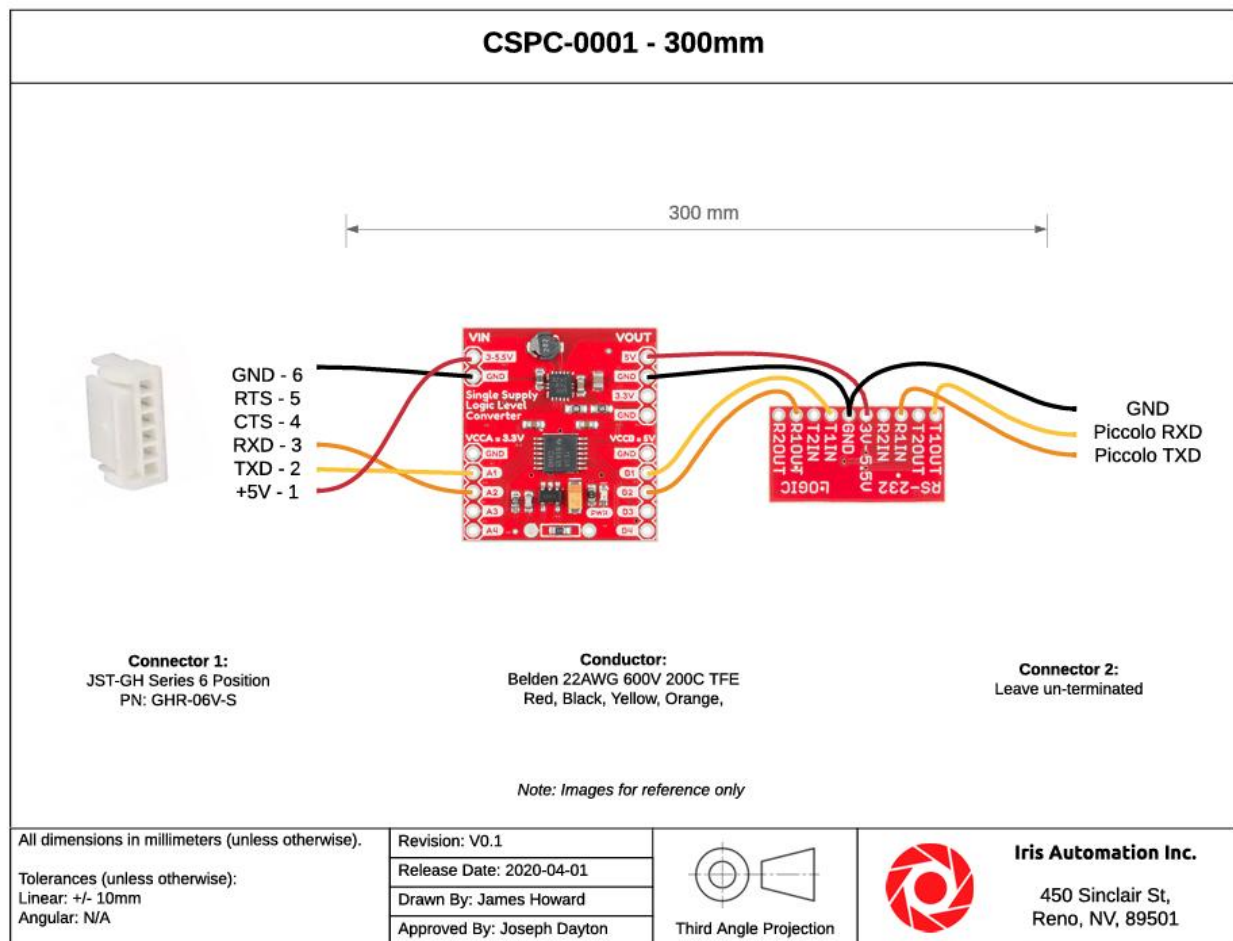 CSPC-0001 - 300mm
300 mm
GND - 6
RTS - 5
CTS - 4
RXD - 3
TXD - 2
+5V - 1
VIN
VOUT
3-5.5V
5V
GND
GND
3.3V
GND
Single Supply
Logic Level
Converter
VCCA = 3.3V
VCCB = 5V
GND
GND
A1
B1
A2
B2
A3
B3
A4
B4
PWR
R2OUT
R1OUT
T2IN
T1IN
GND
3V-5.5V
R2IN
R1IN
T2OUT
T1OUT
LOGIC
RS-232
GND
Piccolo RXD
Piccolo TXD
Connector 1:
JST-GH Series 6 Position
PN: GHR-06V-S
Conductor:
Belden 22AWG 600V 200C TFE
Red, Black, Yellow, Orange,
Connector 2:
Leave un-terminated
Note: Images for reference only
All dimensions in millimeters (unless otherwise).
Tolerances (unless otherwise):
Linear: +/- 10mm
Angular: N/A
Revision: V0.1
Release Date: 2020-04-01
Drawn By: James Howard
Approved By: Joseph Dayton
Third Angle Projection
Iris Automation Inc.
450 Sinclair St,
Reno, NV, 89501